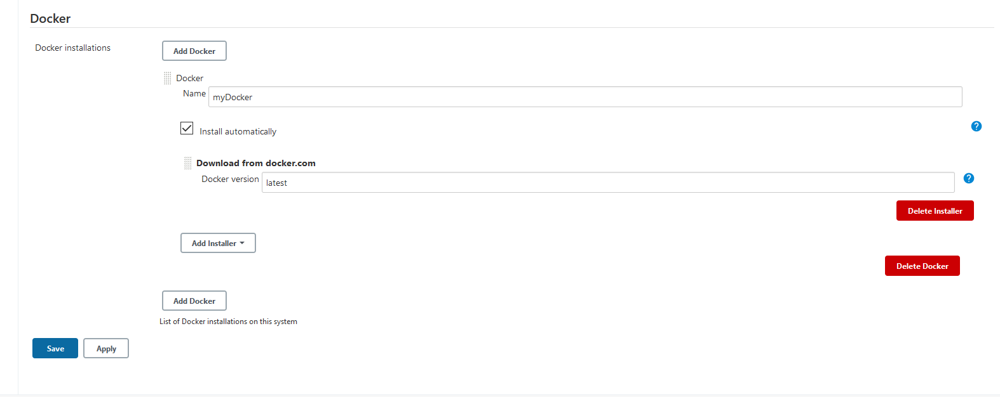 Docker
Docker installations
Add Docker
Docker
Name myDocker
Install automatically
?
Download from docker.com
Docker version latest
?
Delete Installer
Add Installer
Delete Docker
Add Docker
List of Docker installations on this system
Save Apply